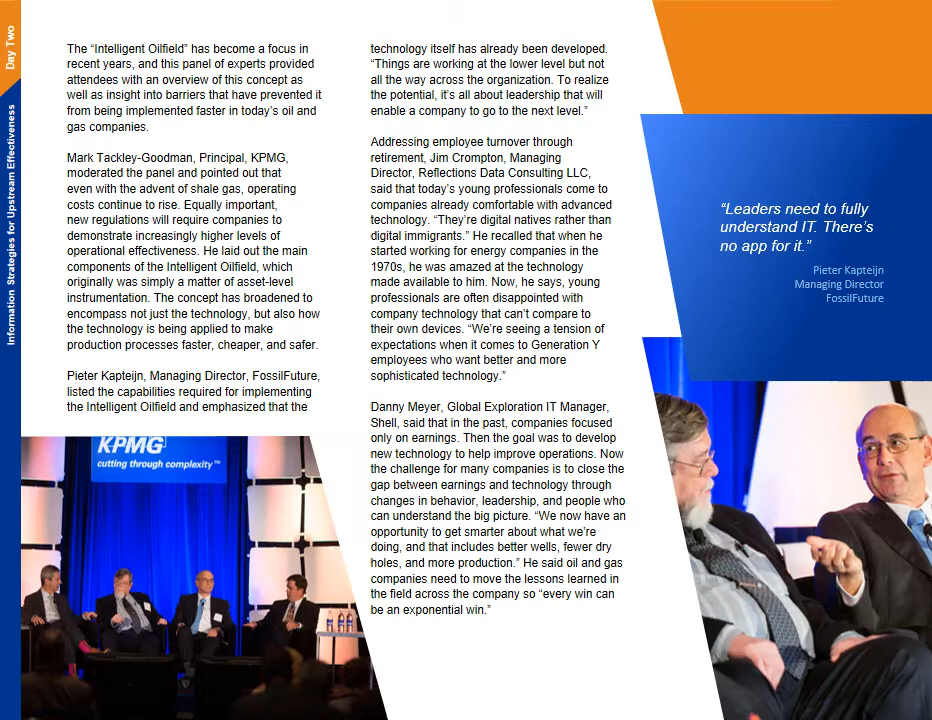 Day Two
Information Strategies for Upstream Effectiveness
The “Intelligent Oilfield” has become a focus in
recent years, and this panel of experts provided
attendees with an overview of this concept as
well as insight into barriers that have prevented it
from being implemented faster in today’s oil and
gas companies.
Mark Tackley-Goodman, Principal, KPMG,
moderated the panel and pointed out that
even with the advent of shale gas, operating
costs continue to rise. Equally important,
new regulations will require companies to
demonstrate increasingly higher levels of
operational effectiveness. He laid out the main
components of the Intelligent Oilfield, which
originally was simply a matter of asset-level
instrumentation. The concept has broadened to
encompass not just the technology, but also how
the technology is being applied to make
production processes faster, cheaper, and safer.
Pieter Kapteijn, Managing Director, FossilFuture,
listed the capabilities required for implementing
the Intelligent Oilfield and emphasized that the
technology itself has already been developed.
“Things are working at the lower level but not
all the way across the organization. To realize
the potential, it’s all about leadership that will
enable a company to go to the next level.”
Addressing employee turnover through
retirement, Jim Crompton, Managing
Director, Reflections Data Consulting LLC,
said that today’s young professionals come to
companies already comfortable with advanced
technology. “They’re digital natives rather than
digital immigrants.” He recalled that when he
started working for energy companies in the
1970s, he was amazed at the technology
made available to him. Now, he says, young
professionals are often disappointed with
company technology that can’t compare to
their own devices. “We’re seeing a tension of
expectations when it comes to Generation Y
employees who want better and more
sophisticated technology.”
Danny Meyer, Global Exploration IT Manager,
Shell, said that in the past, companies focused
only on earnings. Then the goal was to develop
new technology to help improve operations. Now
the challenge for many companies is to close the
gap between earnings and technology through
changes in behavior, leadership, and people who
can understand the big picture. “We now have an
opportunity to get smarter about what we’re
doing, and that includes better wells, fewer dry
holes, and more production.” He said oil and gas
companies need to move the lessons learned in
the field across the company so “every win can
be an exponential win.”
“Leaders need to fully
understand IT. There’s
no app for it.”
Pieter Kapteijn
Managing Director
FossilFuture
KPMG
cutting through complexity™